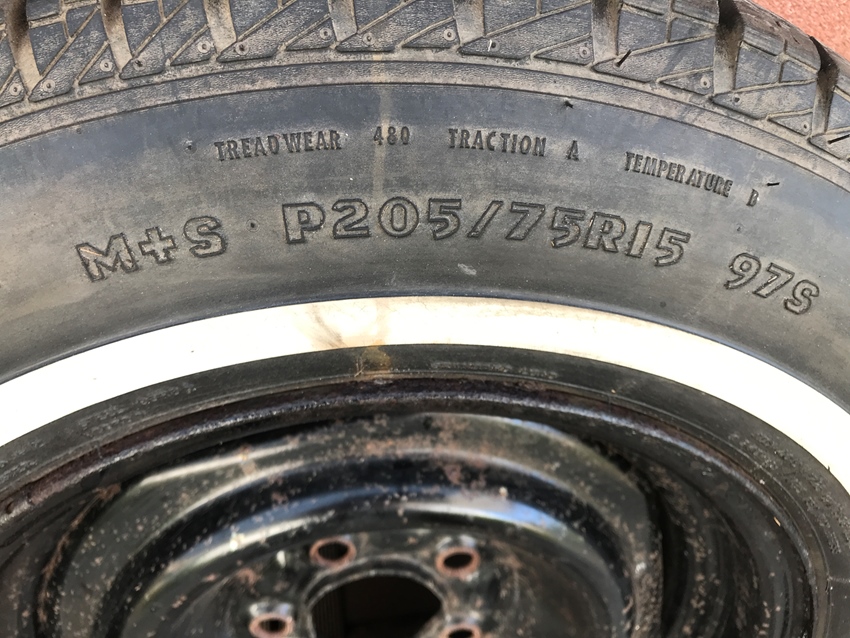 TREADWEAR 480 TRACTION A TEMPERATURE B
M+S P205/75R15 97S